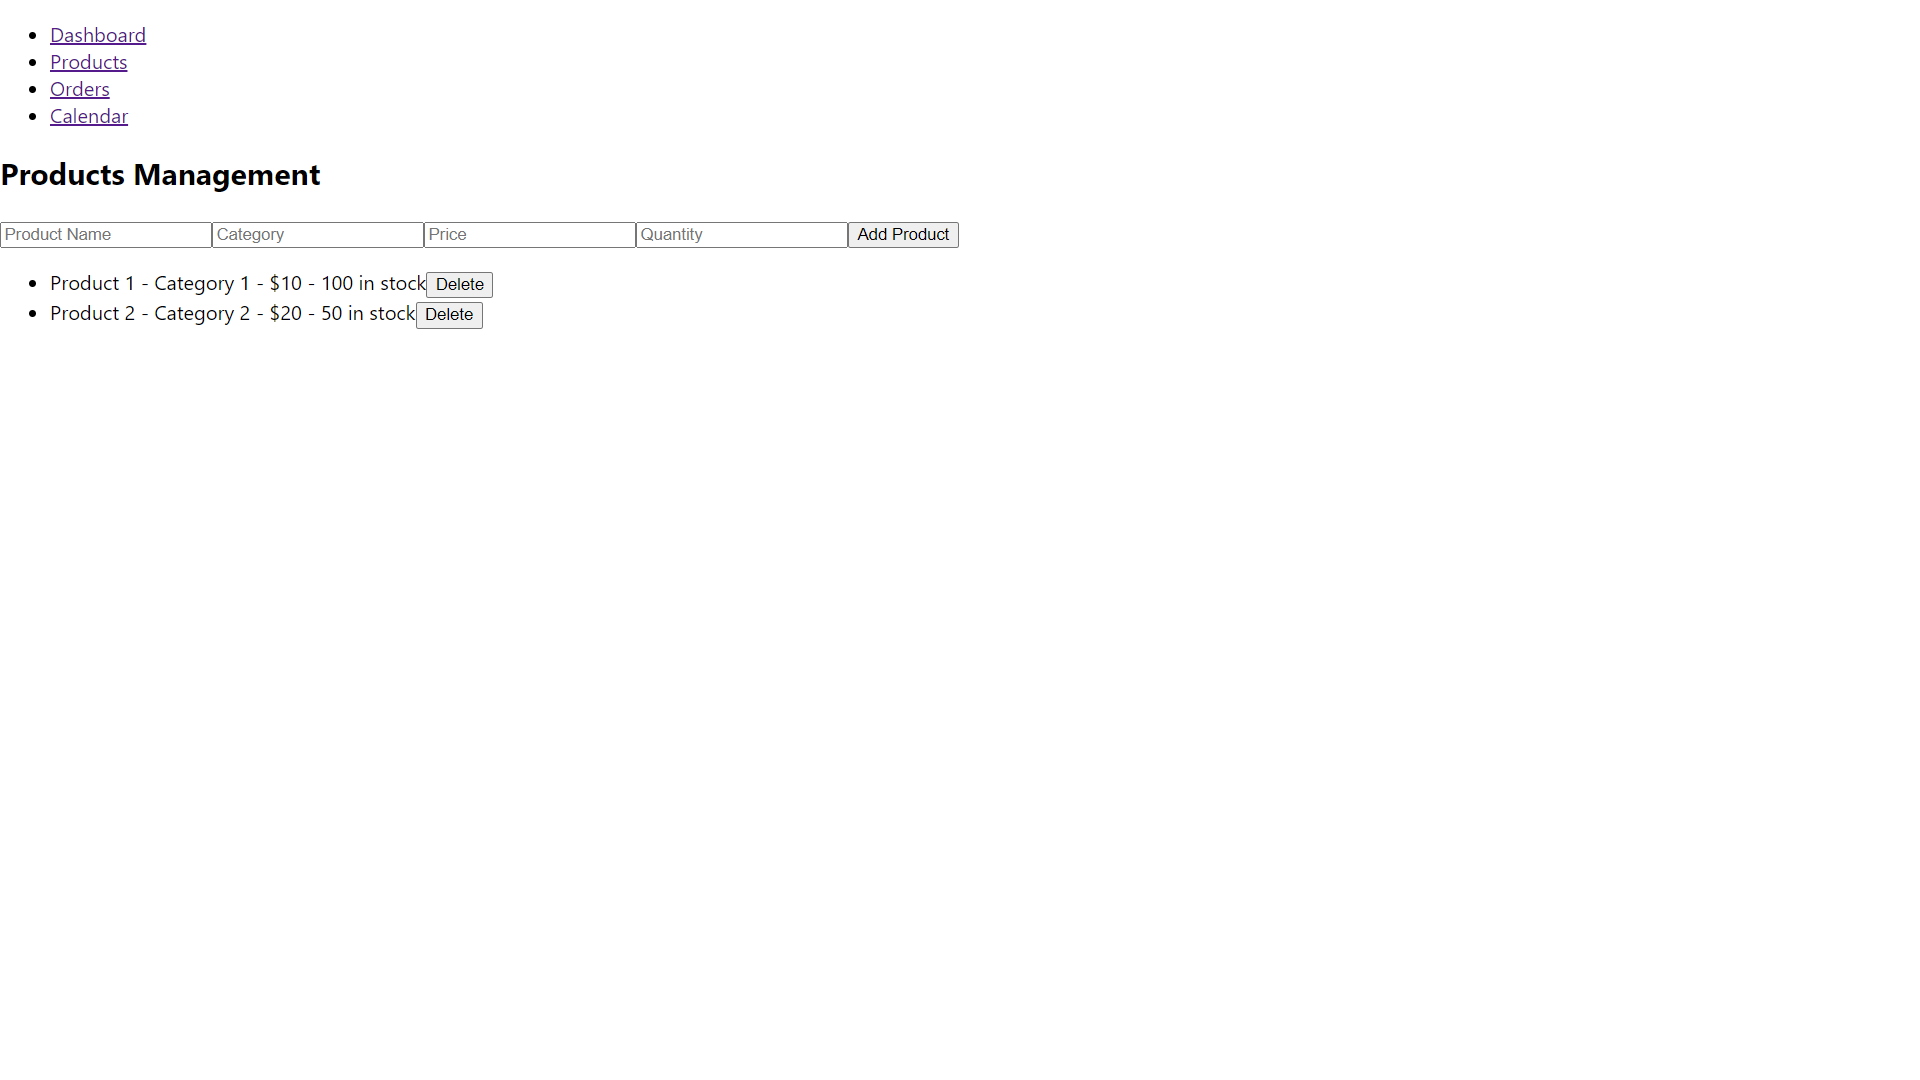 Dashboard
Products
Orders
Calendar
Products Management
Product Name Category Price Quantity Add Product
Product 1 - Category 1 - $10 - 100 in stock Delete
Product 2 - Category 2 - $20 - 50 in stock Delete